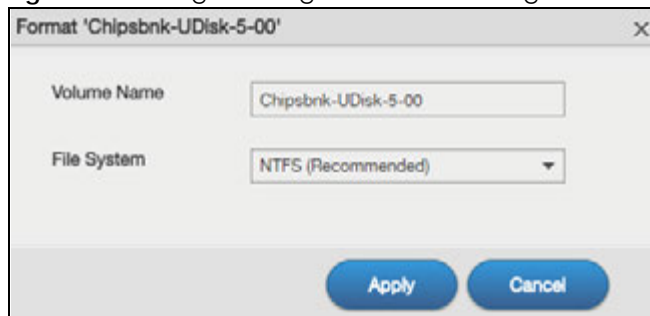 Format 'Chipsbnk-UDisk-5-00'
Volume Name
Chipsbnk-UDisk-5-00
File System
NTFS (Recommended)
Apply
Cancel